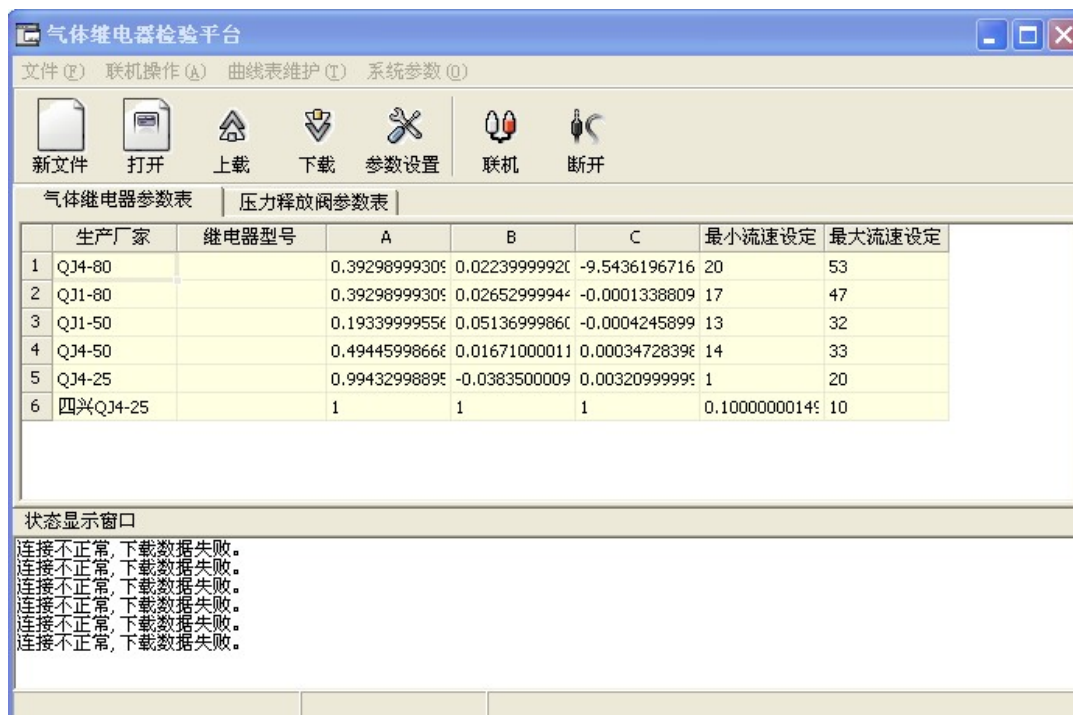 气体继电器检验平台
文件(F) 联机操作(A) 曲线表维护(T) 系统参数(O)
新文件 打开 上载 下载 参数设置 联机 断开
气体继电器参数表 压力释放阀参数表
生产厂家 继电器型号 A B C 最小流速设定 最大流速设定
1 QJ4-80 0.39298999309 0.0223999992 -9.5436196716 20 53
2 QJ1-80 0.39298999309 0.0265299994 -0.0001338809 17 47
3 QJ1-50 0.1933999955 0.0513699986 -0.0004245899 13 32
4 QJ4-50 0.4944599866 0.0167100001 0.0003472839 14 33
5 QJ4-25 0.9943299889 -0.0383500009 0.0032099999 1 20
6 四兴QJ4-25 1 1 1 0.1000000014 10
状态显示窗口
连接不正常,下载数据失败。
连接不正常,下载数据失败。
连接不正常,下载数据失败。
连接不正常,下载数据失败。
连接不正常,下载数据失败。
连接不正常,下载数据失败。